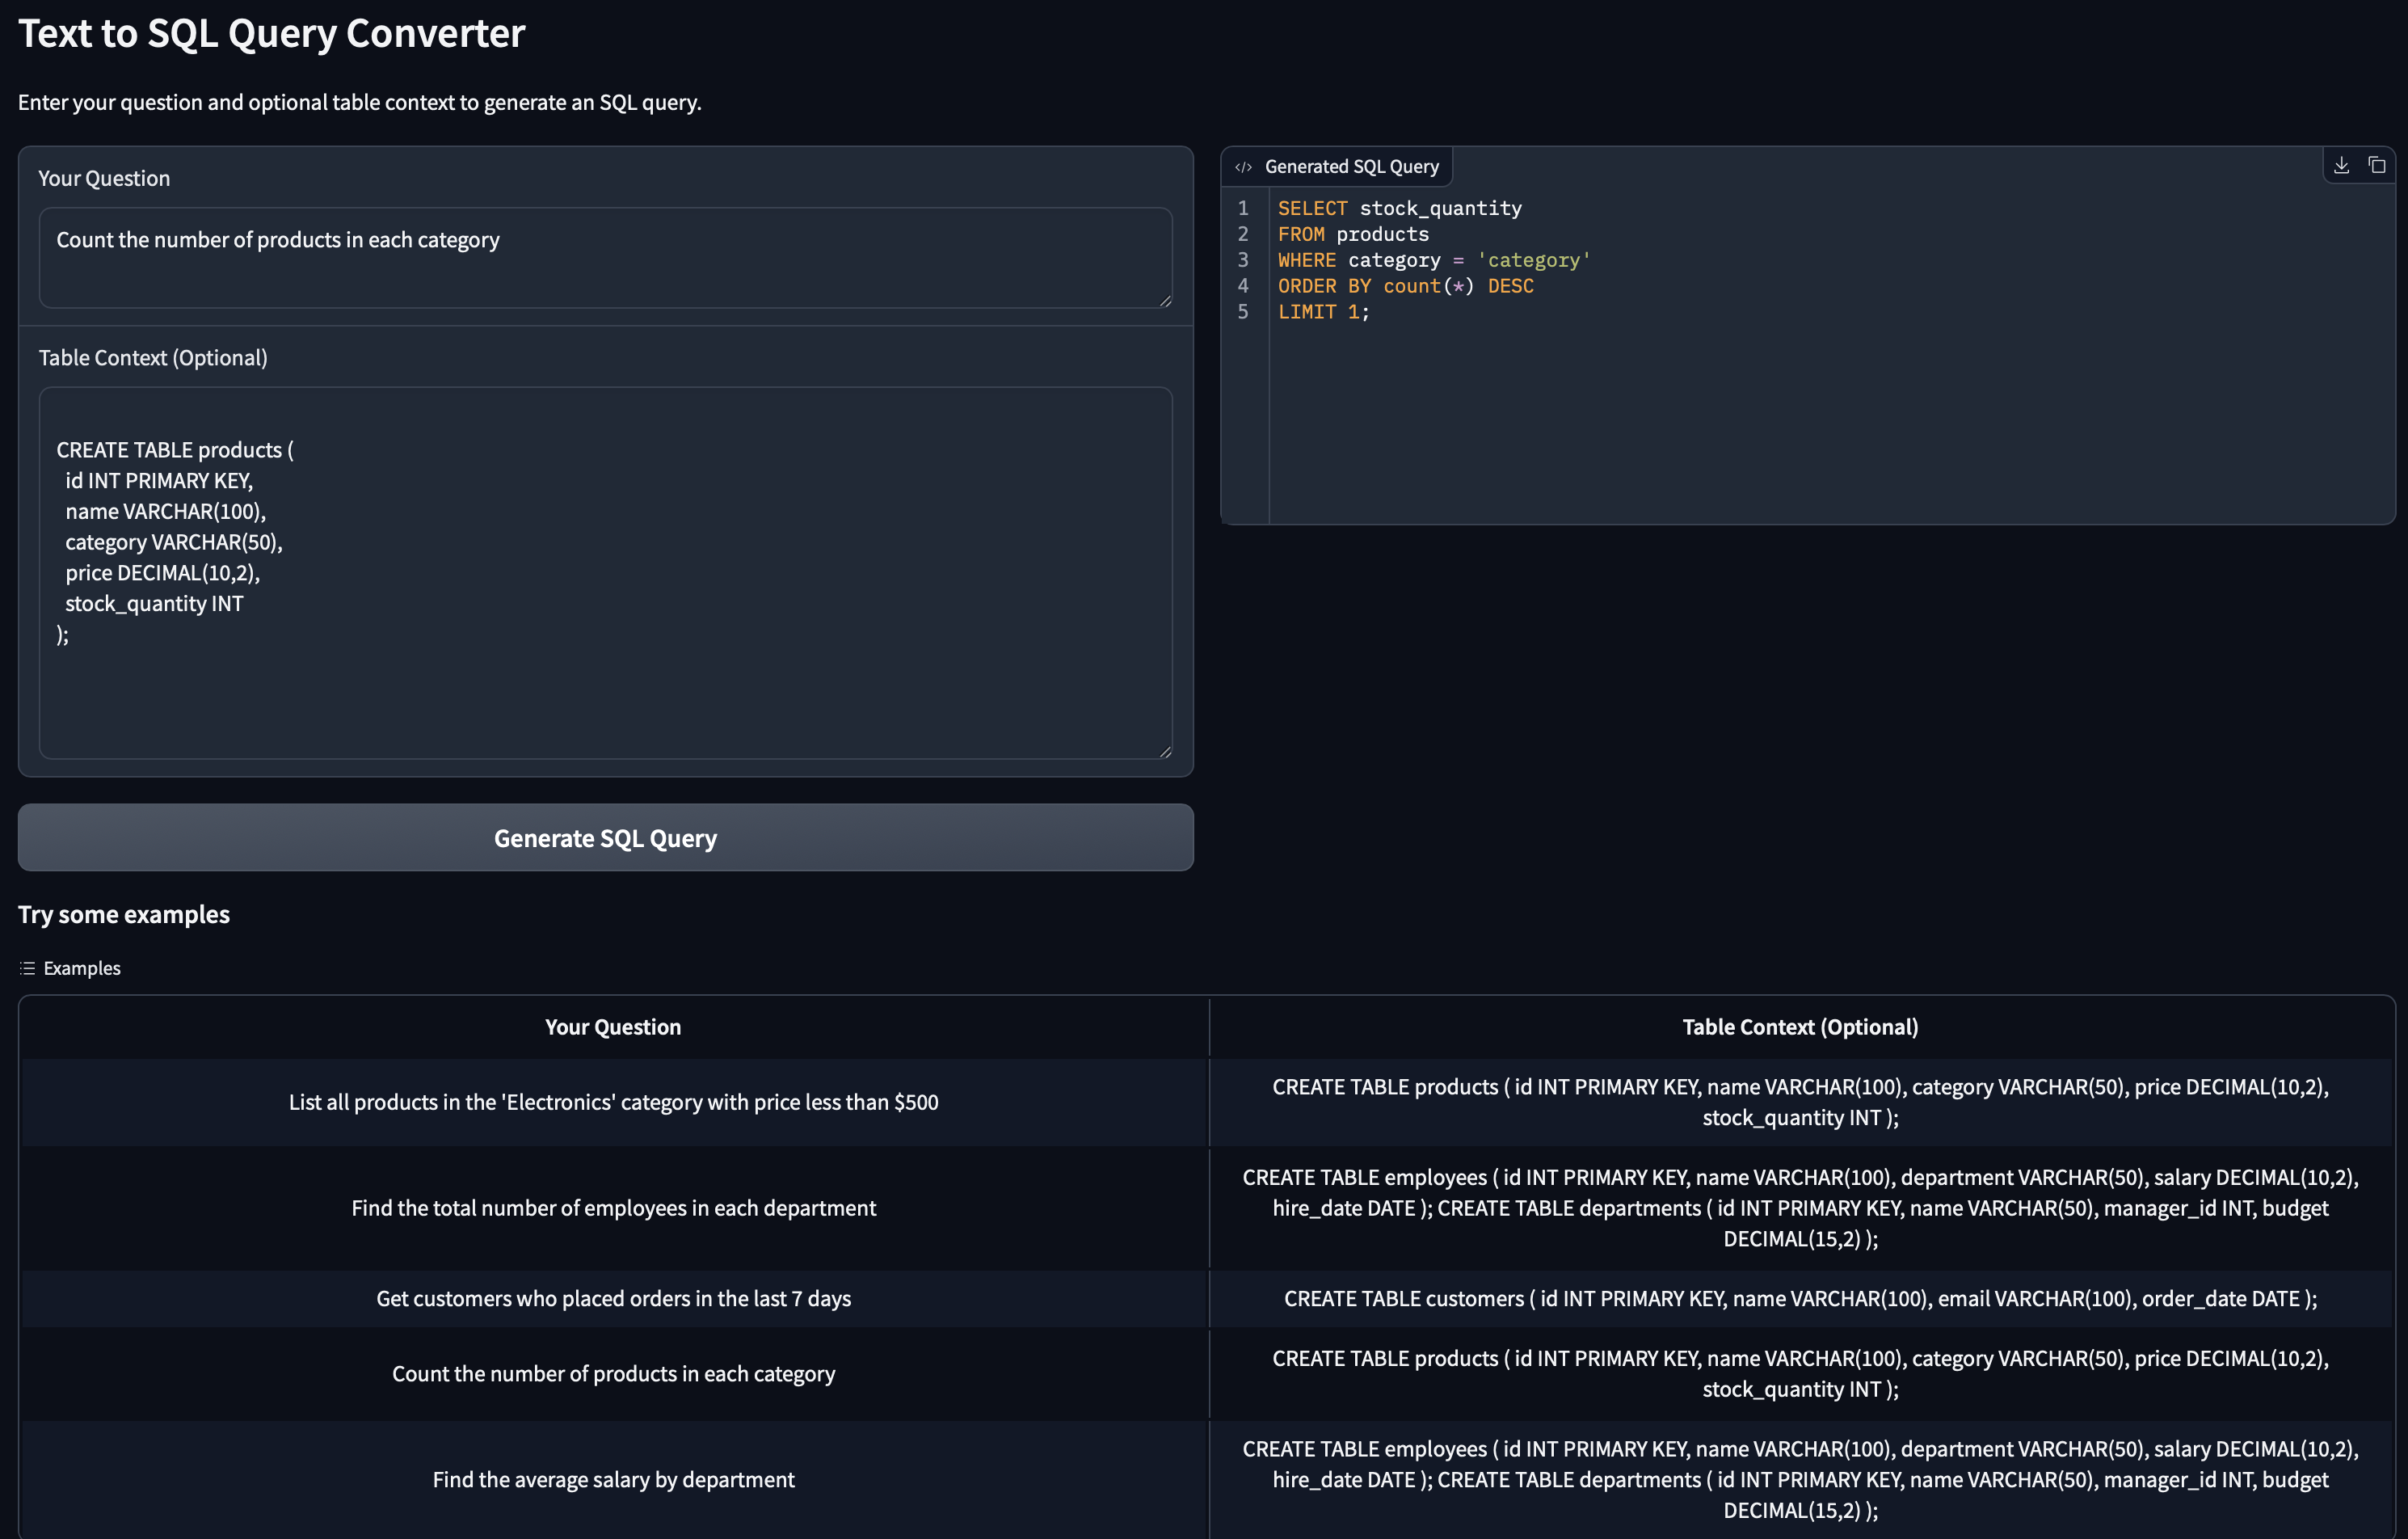 Text to SQL Query Converter
Enter your question and optional table context to generate an SQL query.
Your Question
Count the number of products in each category
Table Context (Optional)
CREATE TABLE products (
  id INT PRIMARY KEY,
  name VARCHAR(100),
  category VARCHAR(50),
  price DECIMAL(10,2),
  stock_quantity INT
);
Generate SQL Query
</> Generated SQL Query
1 SELECT stock_quantity
2 FROM products
3 WHERE category = 'category'
4 ORDER BY count(*) DESC
5 LIMIT 1;
Try some examples
Examples
Your Question
Table Context (Optional)
List all products in the 'Electronics' category with price less than $500
CREATE TABLE products ( id INT PRIMARY KEY, name VARCHAR(100), category VARCHAR(50), price DECIMAL(10,2),
stock_quantity INT );
Find the total number of employees in each department
CREATE TABLE employees ( id INT PRIMARY KEY, name VARCHAR(100), department VARCHAR(50), salary DECIMAL(10,2),
hire_date DATE ); CREATE TABLE departments ( id INT PRIMARY KEY, name VARCHAR(50), manager_id INT, budget
DECIMAL(15,2) );
Get customers who placed orders in the last 7 days
CREATE TABLE customers ( id INT PRIMARY KEY, name VARCHAR(100), email VARCHAR(100), order_date DATE );
Count the number of products in each category
CREATE TABLE products ( id INT PRIMARY KEY, name VARCHAR(100), category VARCHAR(50), price DECIMAL(10,2),
stock_quantity INT );
Find the average salary by department
CREATE TABLE employees ( id INT PRIMARY KEY, name VARCHAR(100), department VARCHAR(50), salary DECIMAL(10,2),
hire_date DATE ); CREATE TABLE departments ( id INT PRIMARY KEY, name VARCHAR(50), manager_id INT, budget
DECIMAL(15,2) );